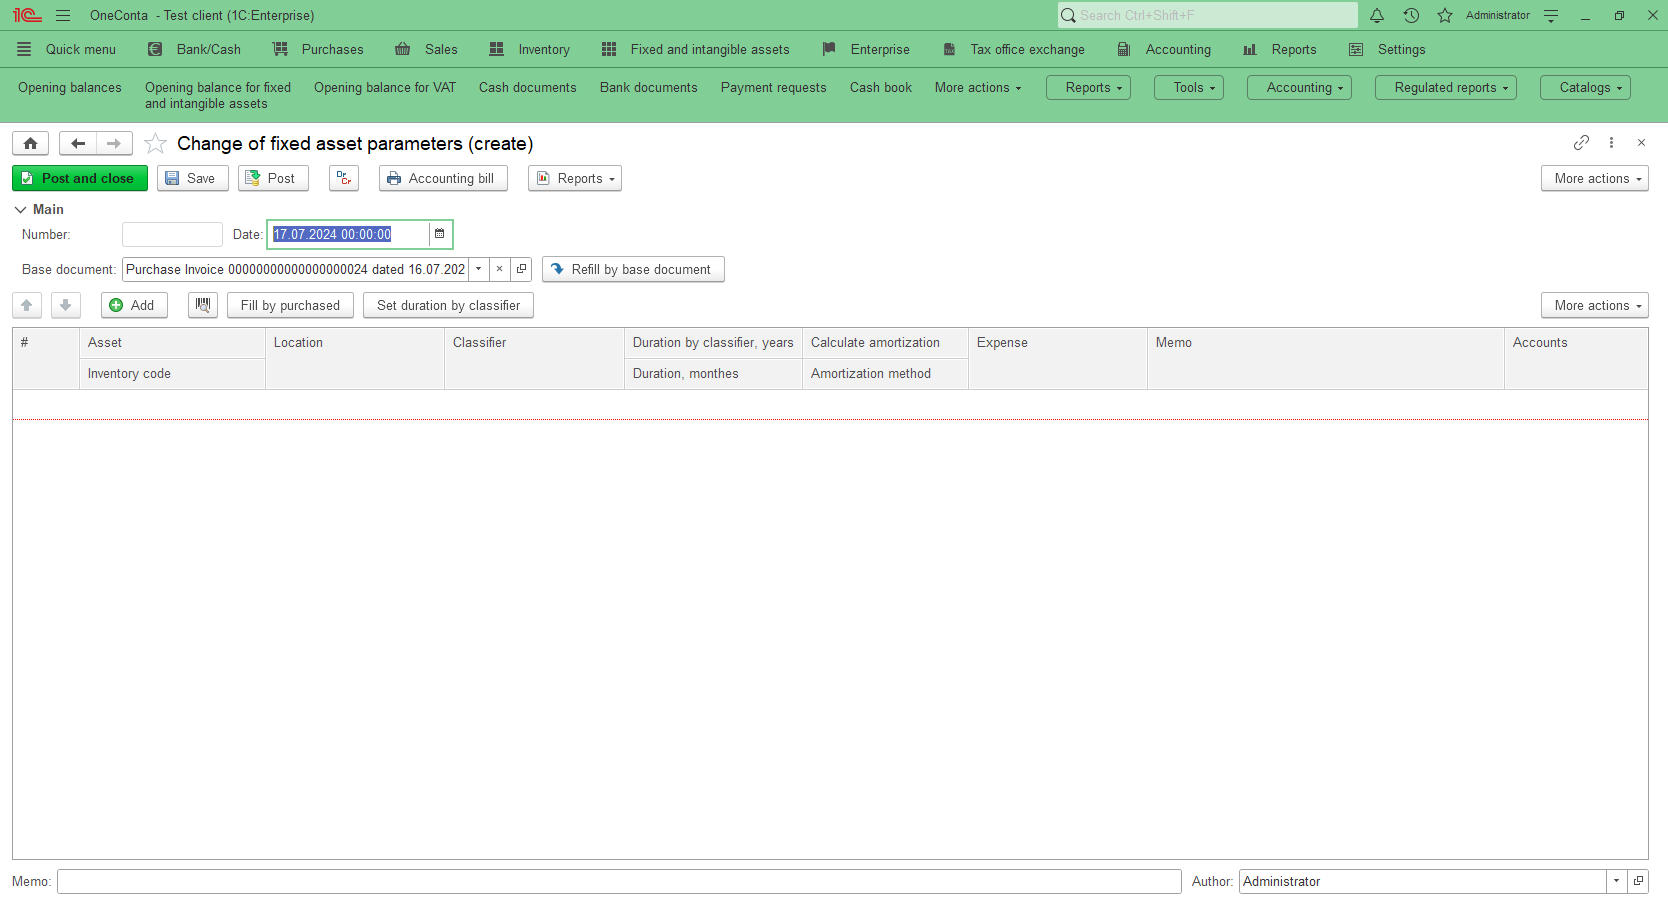 OneConta - Test client (1C:Enterprise)
Search Ctrl+Shift+F
Administrator
Quick menu
Bank/Cash
Purchases
Sales
Inventory
Fixed and intangible assets
Enterprise
Tax office exchange
Accounting
Reports
Settings
Opening balances
Opening balance for fixed
and intangible assets
Opening balance for VAT
Cash documents
Bank documents
Payment requests
Cash book
More actions
Reports
Tools
Accounting
Regulated reports
Catalogs
Change of fixed asset parameters (create)
Post and close
Save
Post
Dr
Cr
Accounting bill
Reports
More actions
Main
Number:
Date: 17.07.2024 00:00:00
Base document: Purchase Invoice 00000000000000000024 dated 16.07.202
Refill by base document
Add
Fill by purchased
Set duration by classifier
More actions
#
Asset
Location
Classifier
Duration by classifier, years
Calculate amortization
Expense
Memo
Accounts
Inventory code
Duration, monthes
Amortization method
Memo:
Author: Administrator